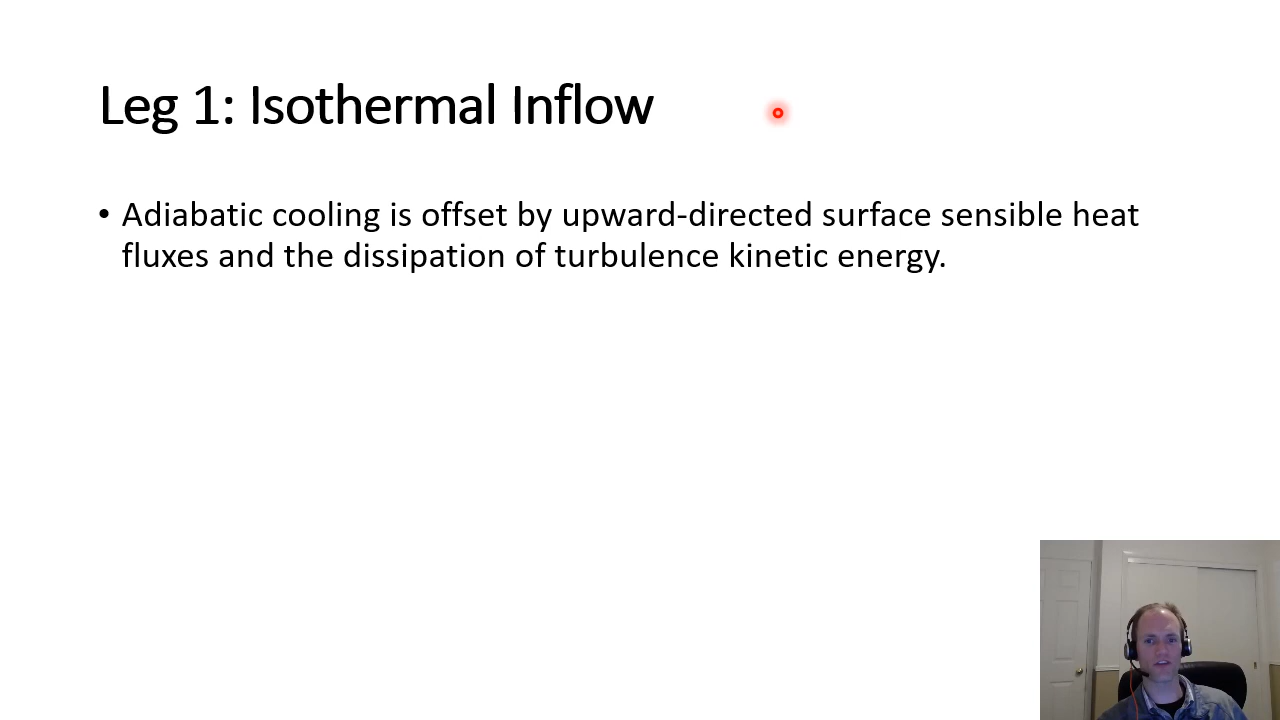 Leg 1: Isothermal Inflow
• Adiabatic cooling is offset by upward-directed surface sensible heat
fluxes and the dissipation of turbulence kinetic energy.